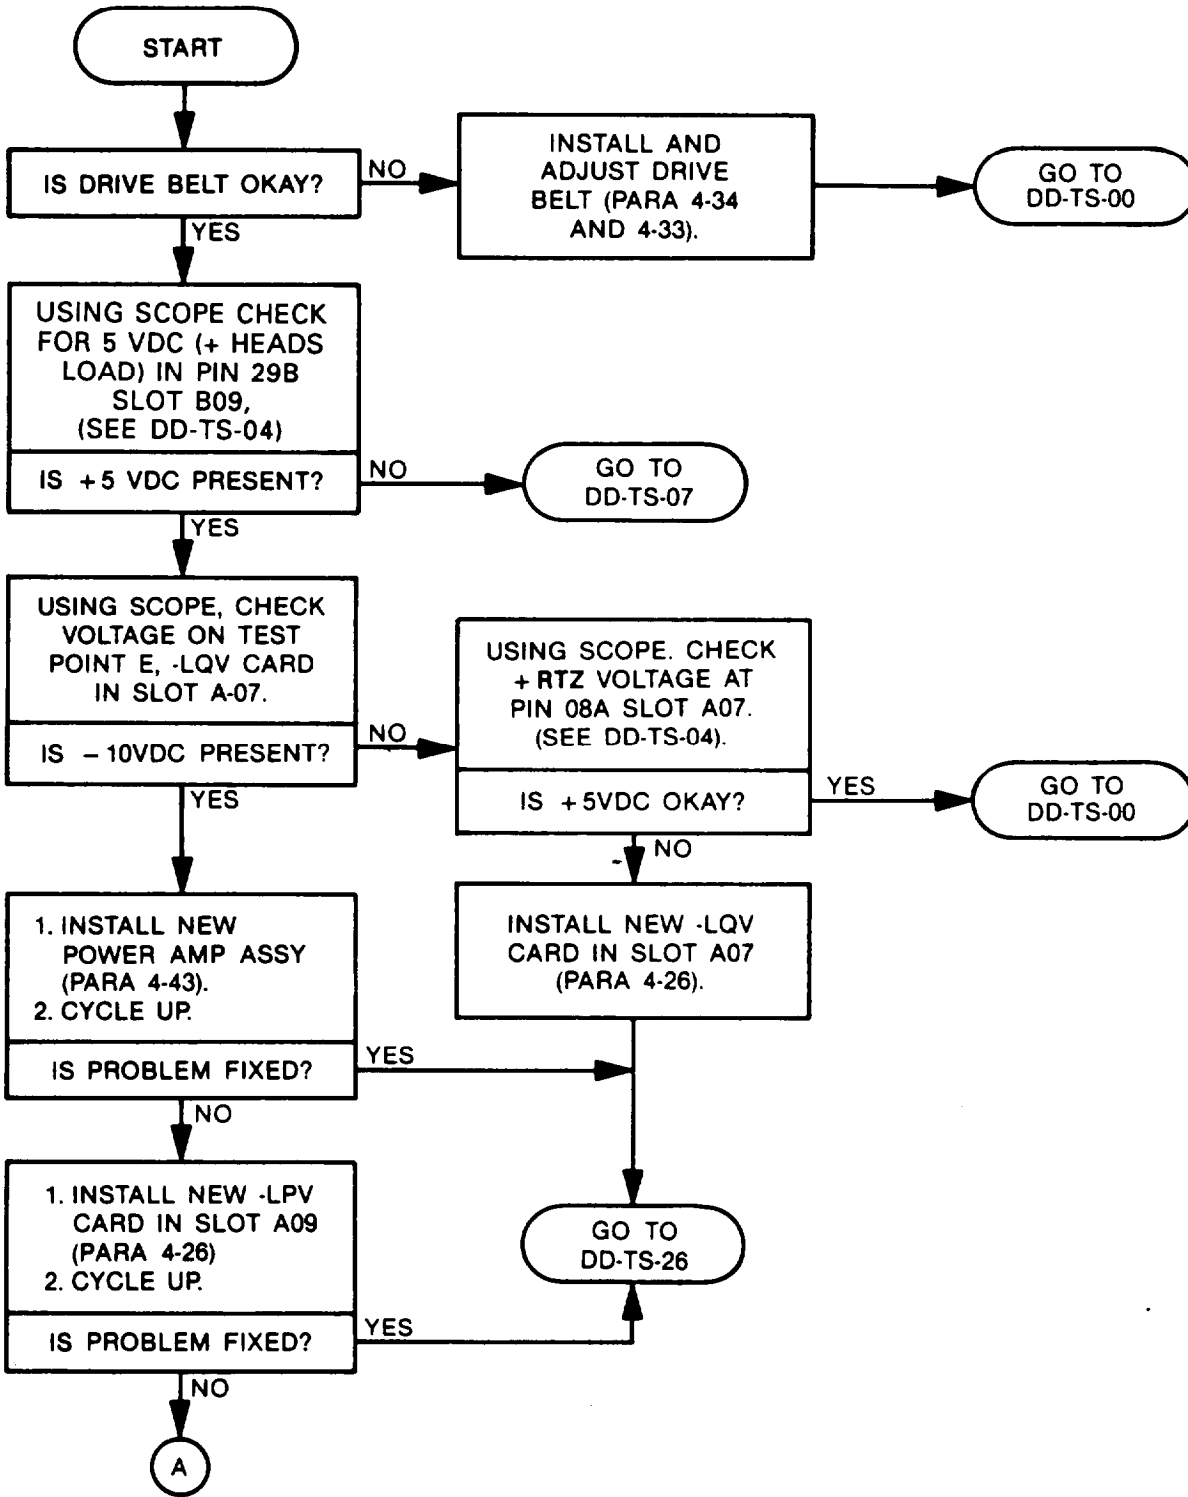 START
IS DRIVE BELT OKAY?
NO
INSTALL AND
ADJUST DRIVE
BELT (PARA 4-34
AND 4-33).
GO TO
DD-TS-00
YES
USING SCOPE CHECK
FOR 5 VDC (+ HEADS
LOAD) IN PIN 29B
SLOT B09,
(SEE DD-TS-04)
IS +5 VDC PRESENT?
NO
GO TO
DD-TS-07
YES
USING SCOPE, CHECK
VOLTAGE ON TEST
POINT E, -LQV CARD
IN SLOT A-07.
IS – 10VDC PRESENT?
NO
USING SCOPE. CHECK
+ RTZ VOLTAGE AT
PIN 08A SLOT A07.
(SEE DD-TS-04).
IS +5VDC OKAY?
YES
GO TO
DD-TS-00
NO
INSTALL NEW -LQV
CARD IN SLOT A07
(PARA 4-26).
YES
1. INSTALL NEW
POWER AMP ASSY
(PARA 4-43).
2. CYCLE UP.
IS PROBLEM FIXED?
YES
NO
1. INSTALL NEW -LPV
CARD IN SLOT A09
(PARA 4-26)
2. CYCLE UP.
IS PROBLEM FIXED?
YES
GO TO
DD-TS-26
NO
A